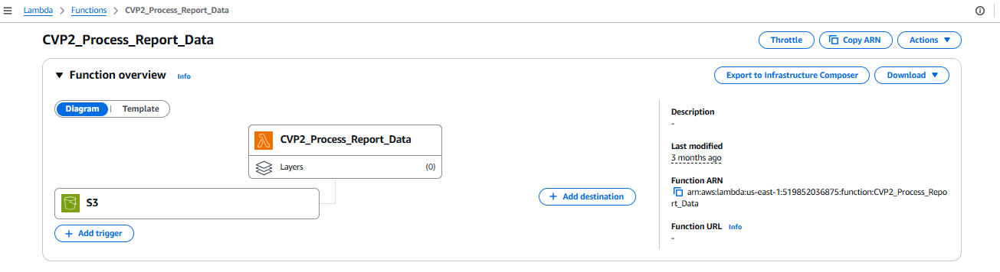 Lambda > Functions > CVP2_Process_Report_Data
CVP2_Process_Report_Data
Throttle
Copy ARN
Actions
Function overview Info
Export to Infrastructure Composer
Download
Diagram
Template
CVP2_Process_Report_Data
Layers (0)
S3
+ Add trigger
+ Add destination
Description
-
Last modified
3 months ago
Function ARN
arn:aws:lambda:us-east-1:519852036875:function:CVP2_Process_Repo
rt_Data
Function URL Info
-